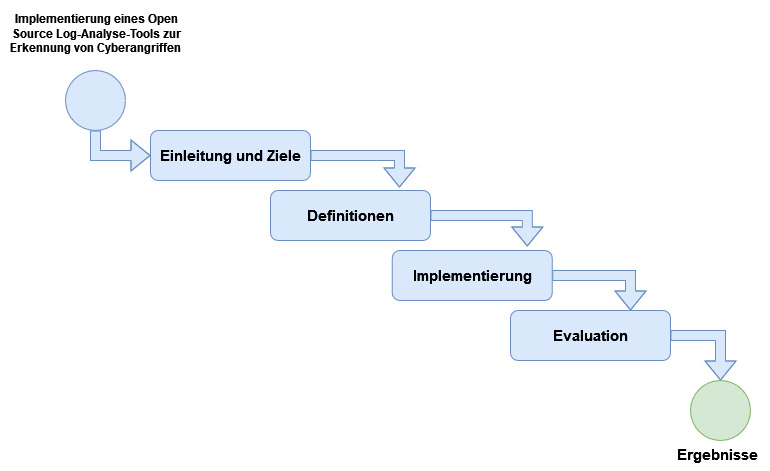 Implementierung eines Open
Source Log-Analyse-Tools zur
Erkennung von Cyberangriffen
Einleitung und Ziele
Definitionen
Implementierung
Evaluation
Ergebnisse